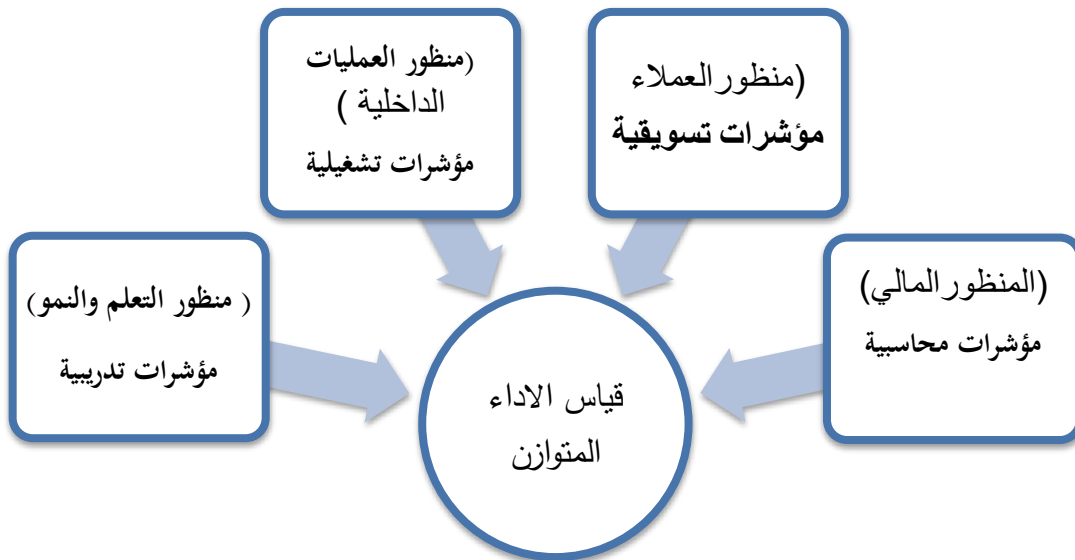 (المنظور المالي)
مؤشرات محاسبية
(منظور العملاء
مؤشرات تسويقية
(منظور العمليات
الداخلية )
مؤشرات تشغيلية
( منظور التعلم والنمو)
مؤشرات تدريبية
قياس الاداء
المتوازن